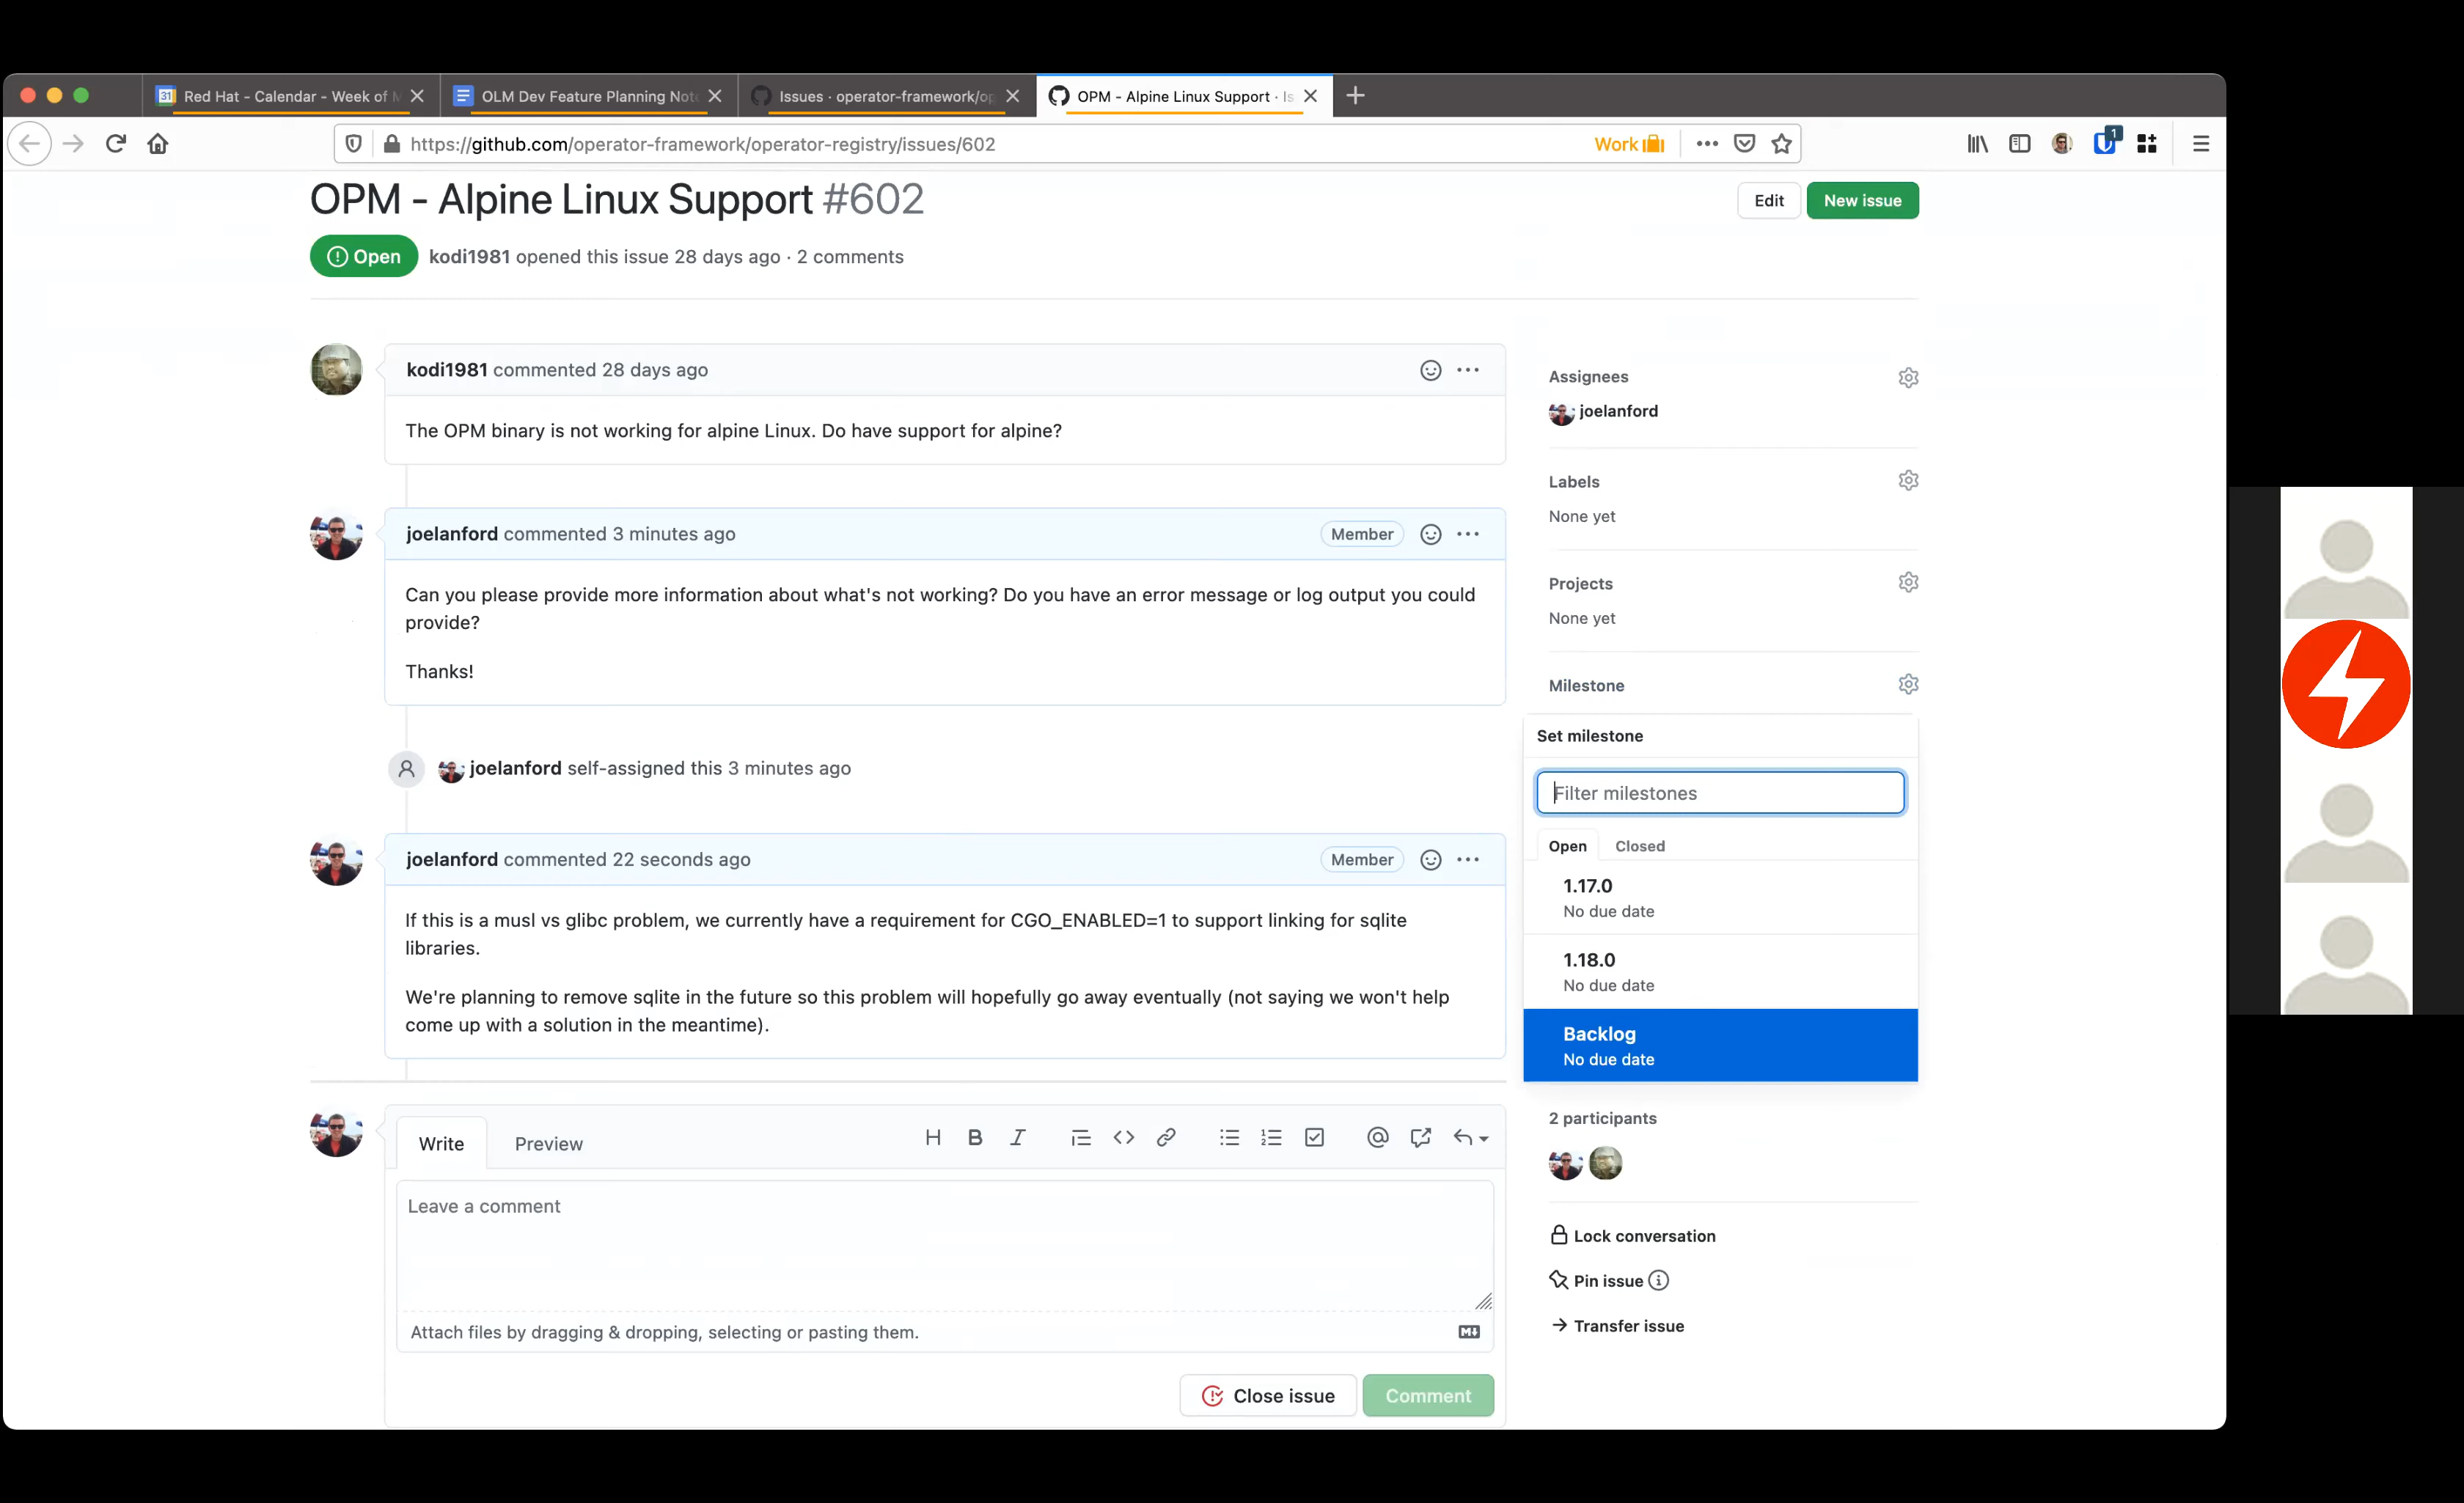 Red Hat - Calendar - Week of
OLM Dev Feature Planning Not
Issues · operator-framework/op
OPM - Alpine Linux Support · Is
https://github.com/operator-framework/operator-registry/issues/602
Work
1
OPM - Alpine Linux Support #602
Edit
New issue
Open
kodi1981 opened this issue 28 days ago · 2 comments
kodi1981 commented 28 days ago
The OPM binary is not working for alpine Linux. Do have support for alpine?
joelanford commented 3 minutes ago
Member
Can you please provide more information about what's not working? Do you have an error message or log output you could
provide?
Thanks!
joelanford self-assigned this 3 minutes ago
joelanford commented 22 seconds ago
Member
If this is a musl vs glibc problem, we currently have a requirement for CGO_ENABLED=1 to support linking for sqlite
libraries.
We're planning to remove sqlite in the future so this problem will hopefully go away eventually (not saying we won't help
come up with a solution in the meantime).
Write
Preview
Leave a comment
Attach files by dragging & dropping, selecting or pasting them.
Close issue
Comment
Assignees
joelanford
Labels
None yet
Projects
None yet
Milestone
Set milestone
Filter milestones
Open
Closed
1.17.0
No due date
1.18.0
No due date
Backlog
No due date
2 participants
Lock conversation
Pin issue
Transfer issue